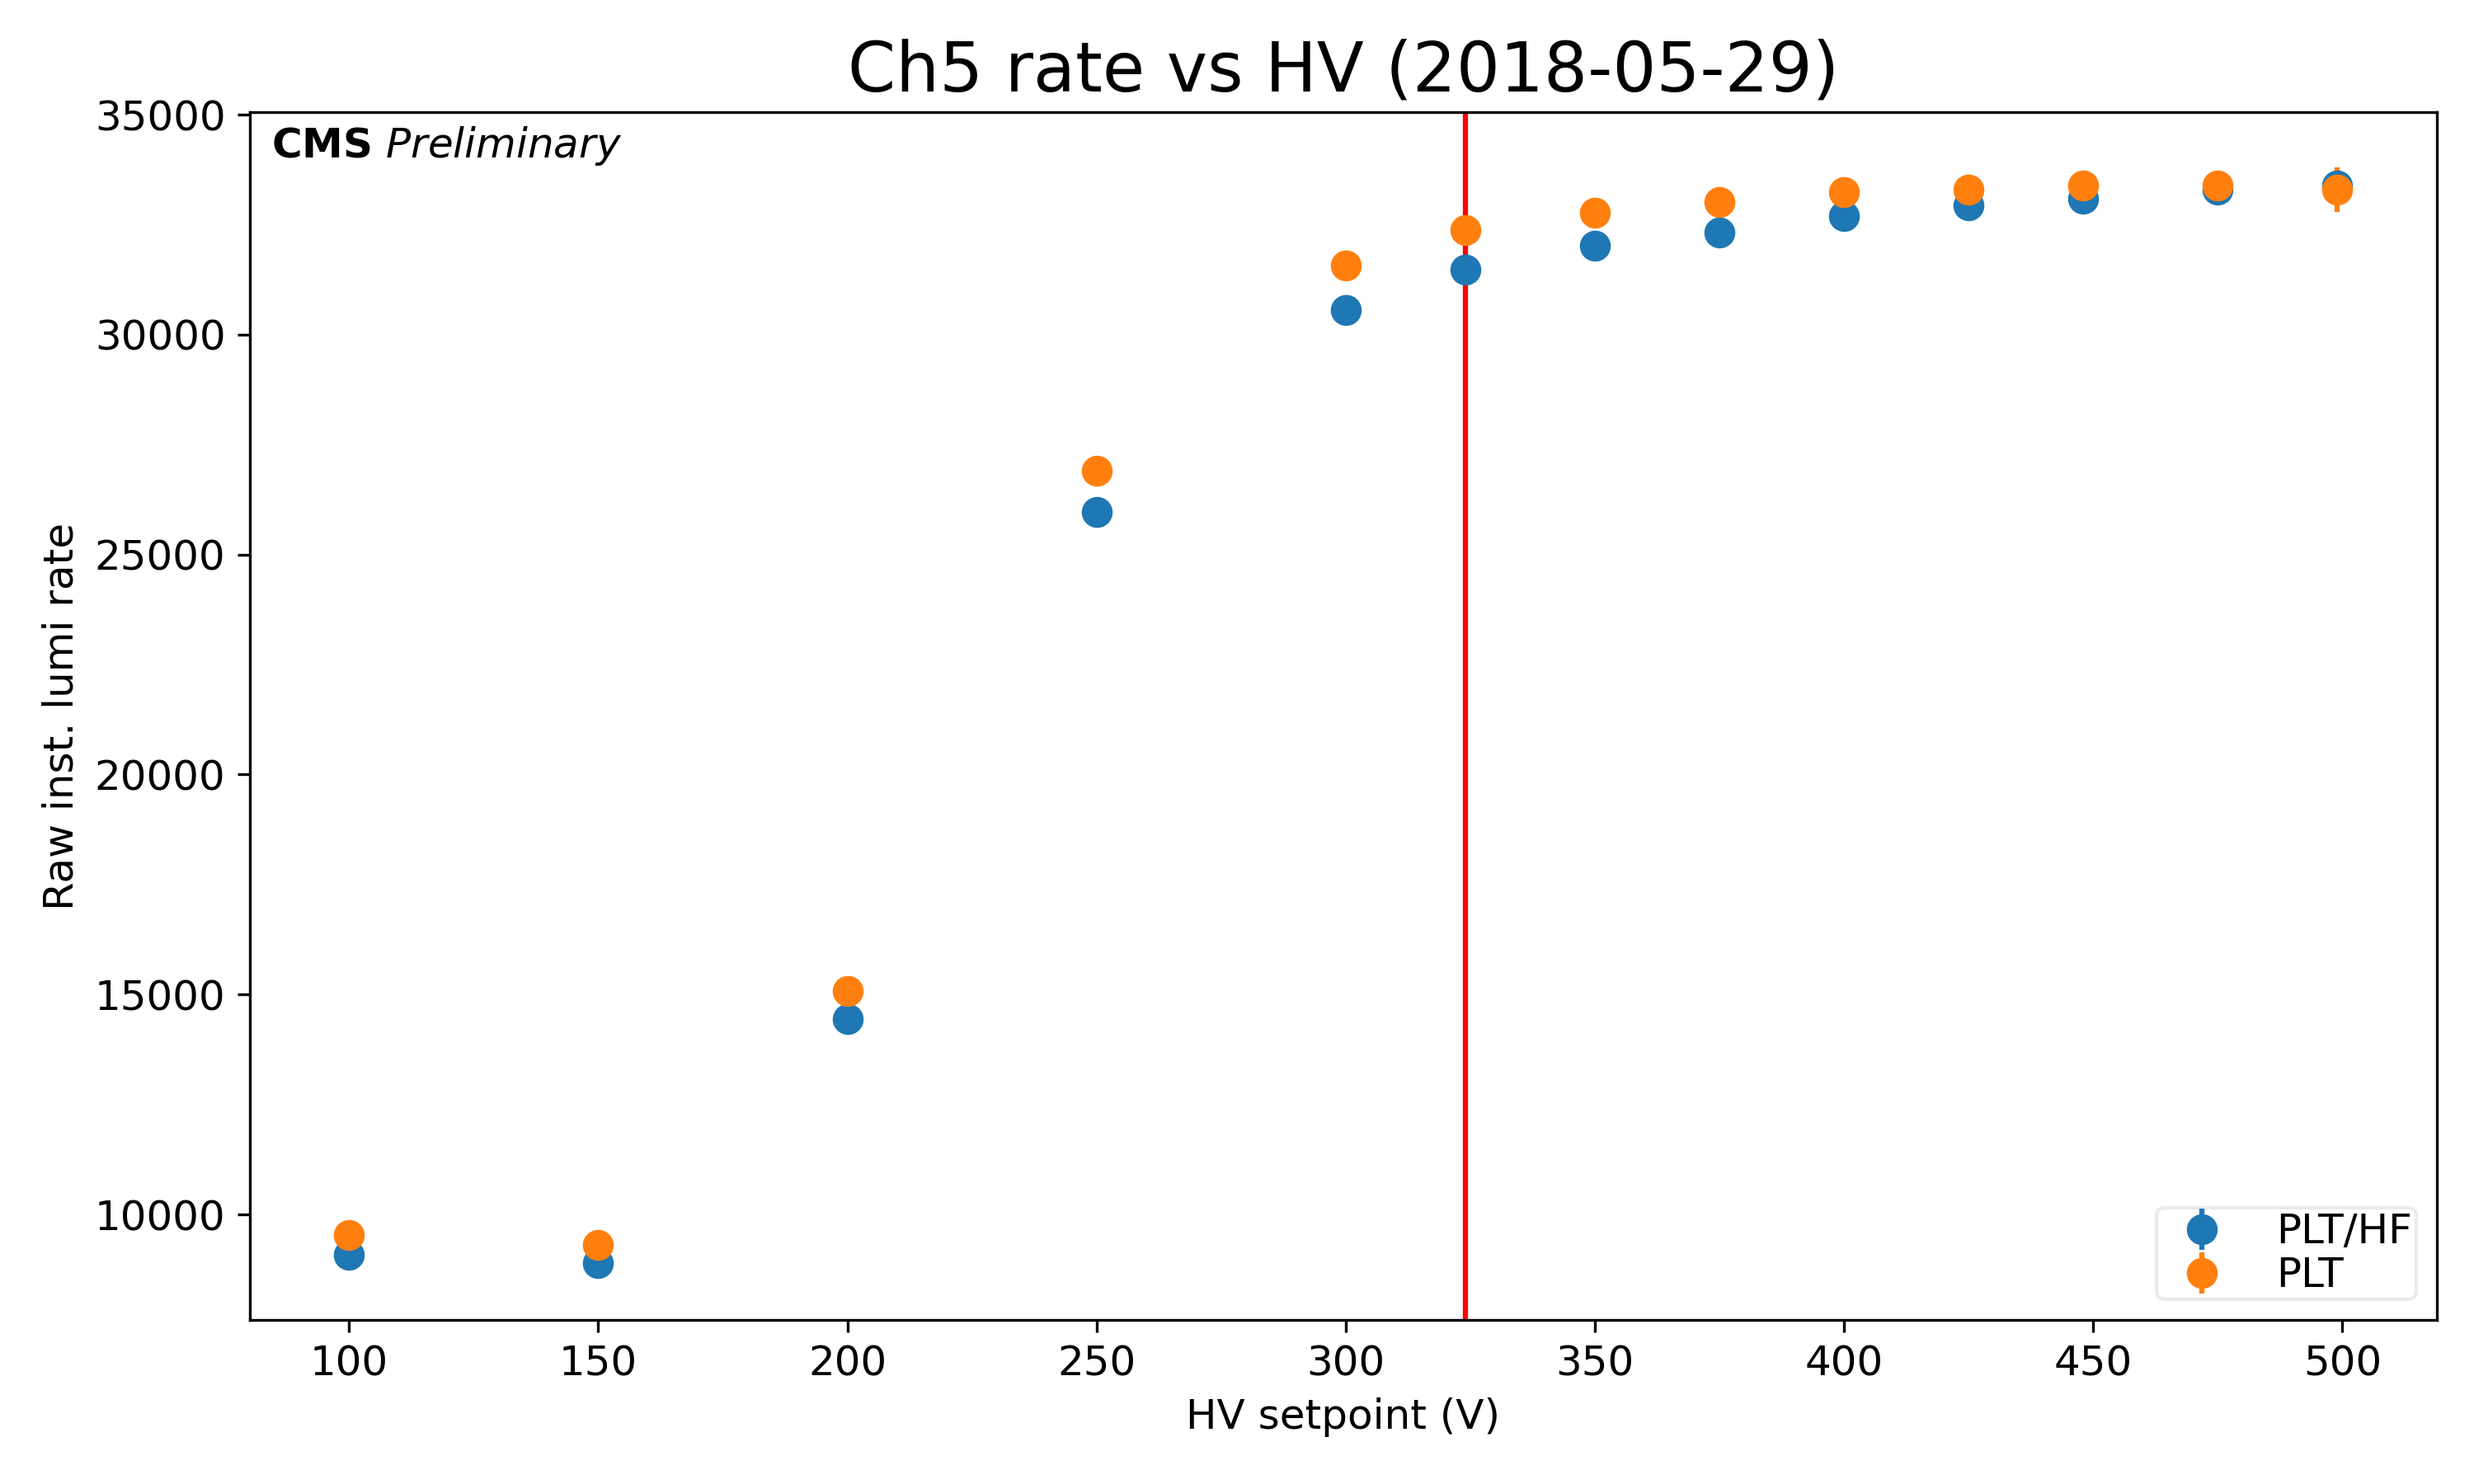 Ch5 rate vs HV (2018-05-29)
CMS Preliminary
35000
30000
25000
20000
15000
10000
Raw inst. lumi rate
PLT/HF
PLT
100 150 200 250 300 350 400 450 500
HV setpoint (V)